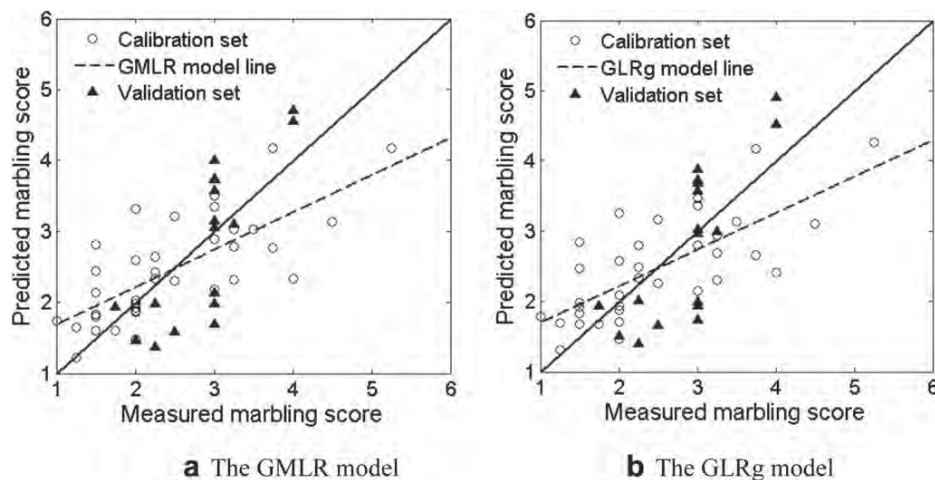 6
5
4
3
2
1
Predicted marbling score
Calibration set
GMLR model line
Validation set
1 2 3 4 5 6
Measured marbling score
a The GMLR model
6
5
4
3
2
1
Predicted marbling score
Calibration set
GLRg model line
Validation set
1 2 3 4 5 6
Measured marbling score
b The GLRg model